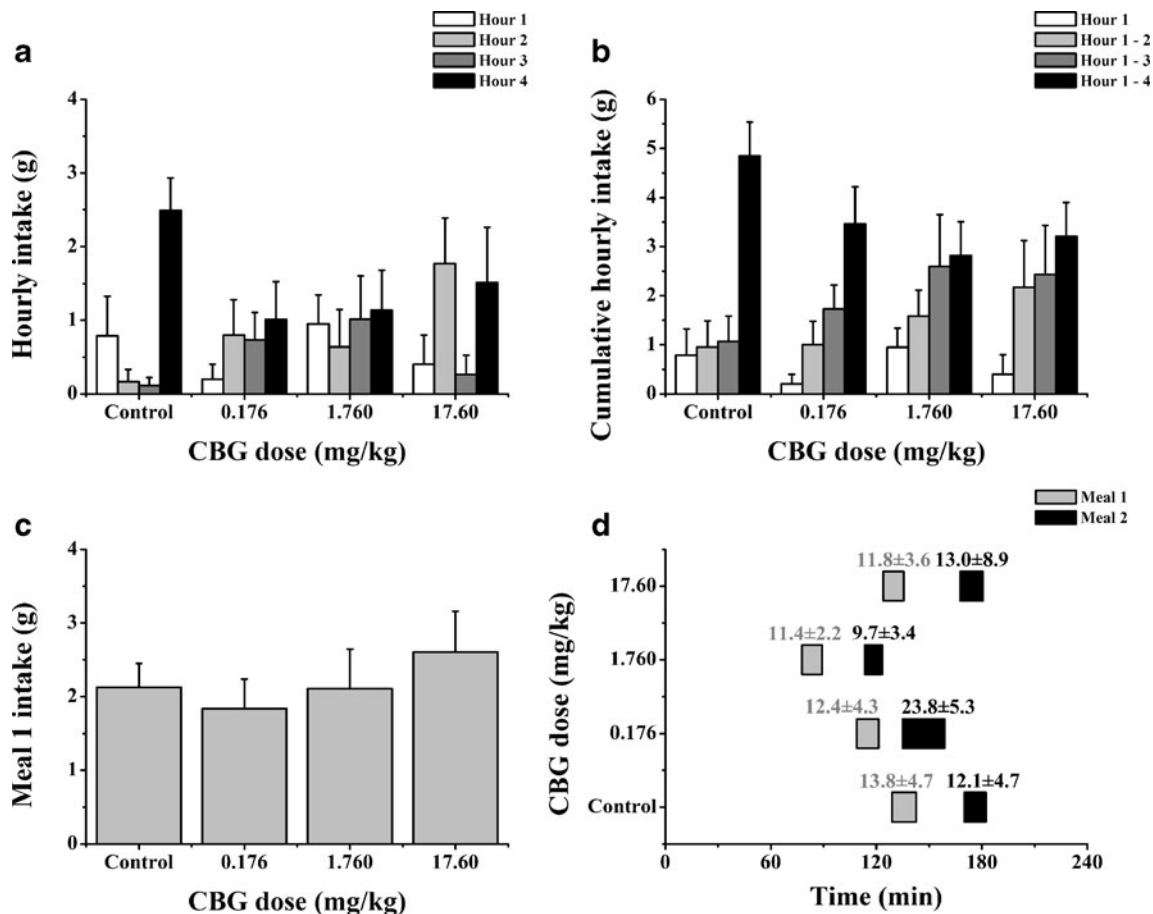 a
Hour 1
Hour 2
Hour 3
Hour 4
4
3
2
1
0
Hourly intake (g)
Control 0.176 1.760 17.60
CBG dose (mg/kg)
b
Hour 1
Hour 1 - 2
Hour 1 - 3
Hour 1 - 4
6
5
4
3
2
1
0
Cumulative hourly intake (g)
Control 0.176 1.760 17.60
CBG dose (mg/kg)
c
4
3
2
1
0
Meal 1 intake (g)
Control 0.176 1.760 17.60
CBG dose (mg/kg)
d
Meal 1
Meal 2
CBG dose (mg/kg)
11.8±3.6 13.0±8.9
17.60
11.4±2.2 9.7±3.4
1.760
12.4±4.3 23.8±5.3
0.176
13.8±4.7 12.1±4.7
Control
0 60 120 180 240
Time (min)